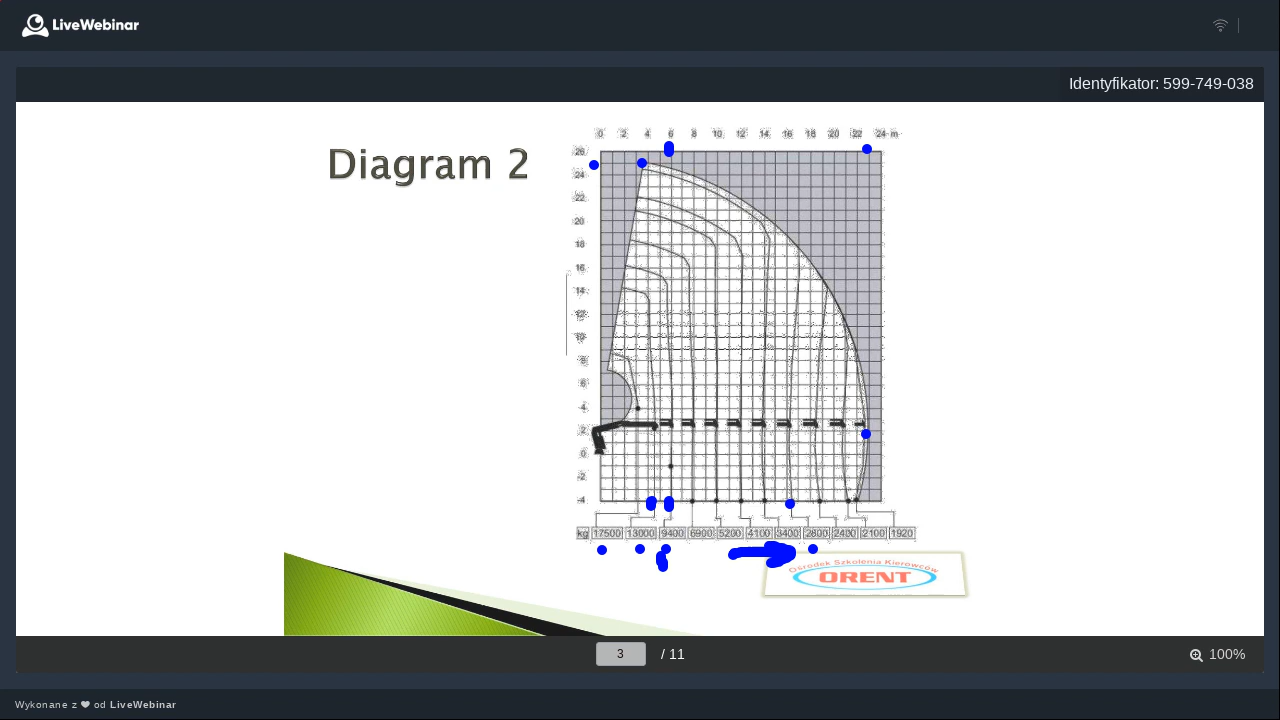 LiveWebinar
Identyfikator: 599-749-038
Diagram 2
0 2 4 6 8 10 12 14 16 18 20 22 24 m
26
24
22
20
18
16
14
12
10
8
6
4
2
0
-2
-4
kg 17500 13000 9400 6900 5200 4100 3400 2800 2400 2100 1920
Ośrodek Szkolenia Kierowców
ORENT
3 / 11
100%
Wykonane z od LiveWebinar